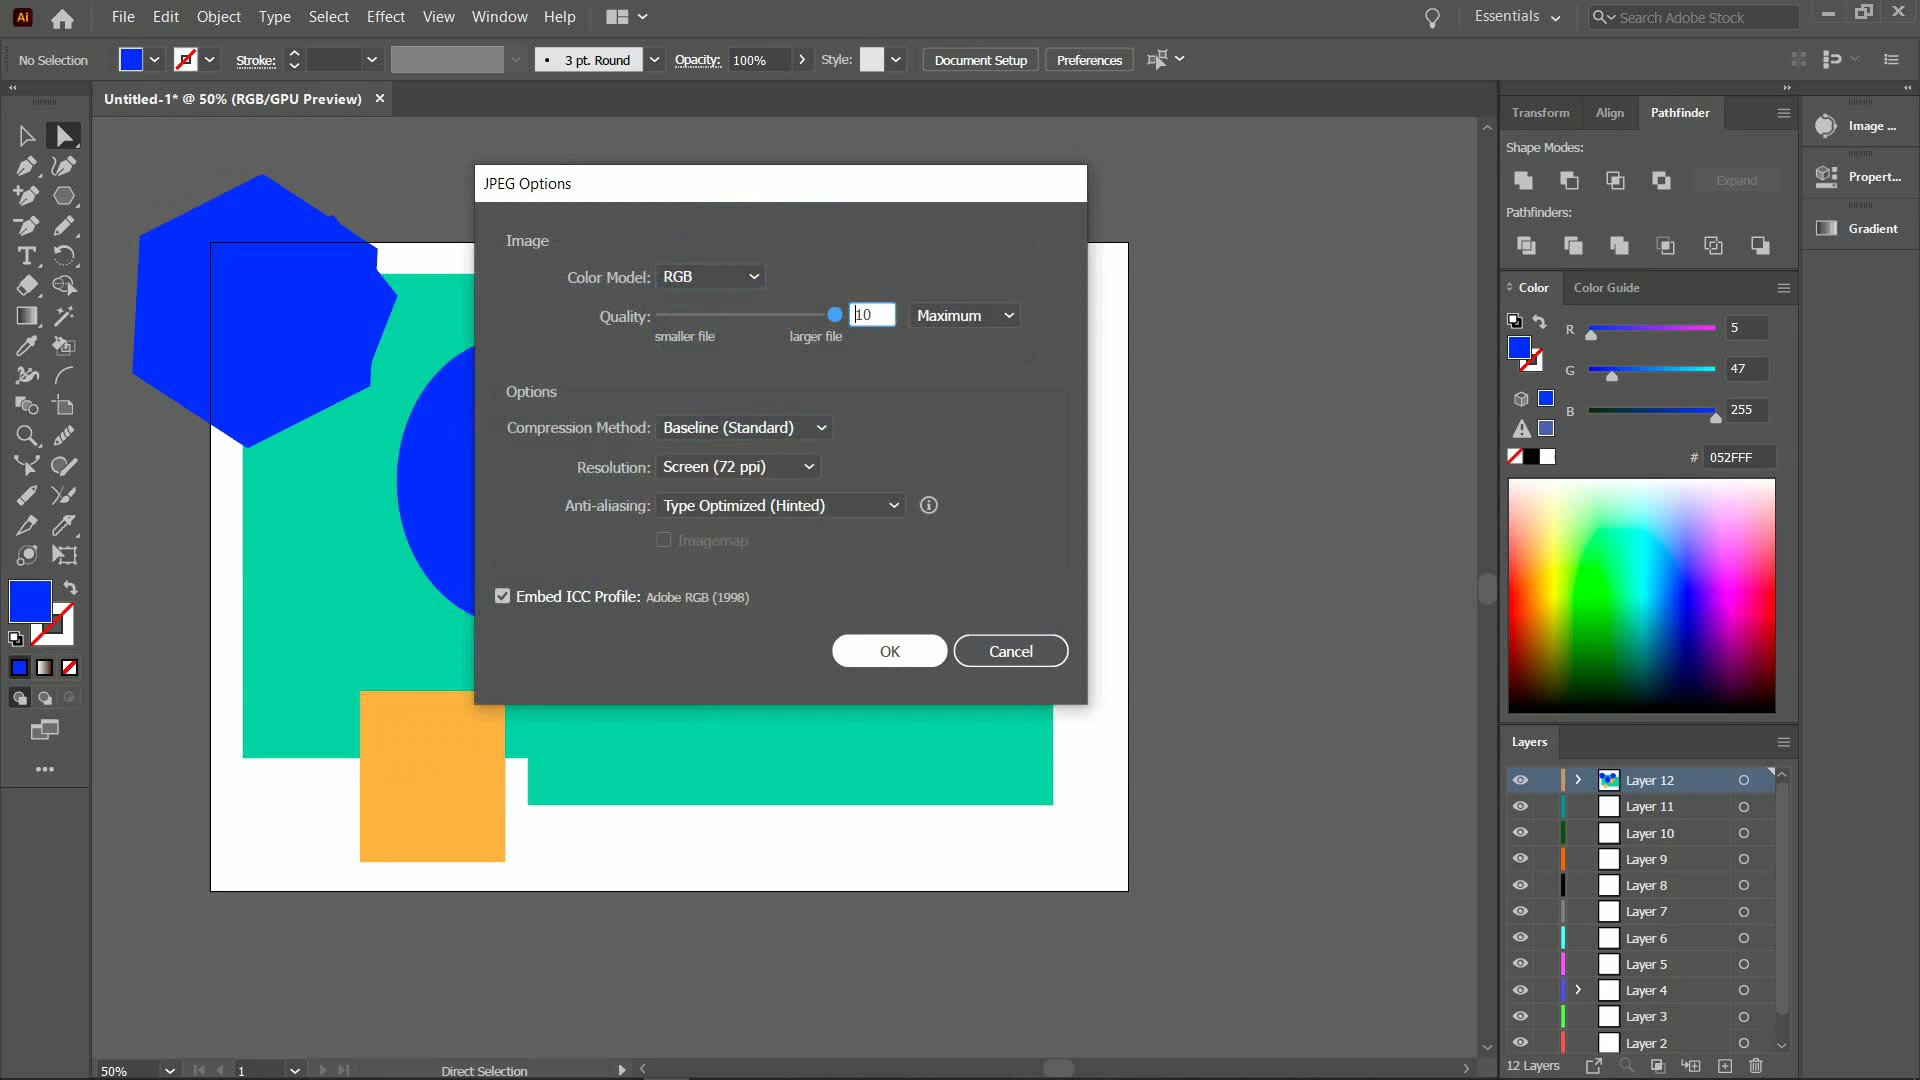 Ai File Edit Object Type Select Effect View Window Help Essentials Search Adobe Stock
No Selection Stroke: 3 pt. Round Opacity: 100% Style: Document Setup Preferences
Untitled-1* @ 50% (RGB/GPU Preview)
JPEG Options
Image
Color Model: RGB
Quality: 10 Maximum
smaller file larger file
Options
Compression Method: Baseline (Standard)
Resolution: Screen (72 ppi)
Anti-aliasing: Type Optimized (Hinted)
Imagemap
Embed ICC Profile: Adobe RGB (1998)
OK Cancel
Transform Align Pathfinder
Shape Modes:
Expand
Pathfinders:
Color Color Guide
R 5
G 47
B 255
# 052FFF
Layers
Layer 12
Layer 11
Layer 10
Layer 9
Layer 8
Layer 7
Layer 6
Layer 5
Layer 4
Layer 3
Layer 2
12 Layers
Image ...
Propert...
Gradient
50% 1 Direct Selection